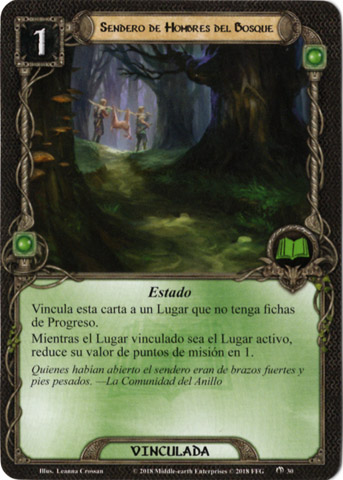 1
Sendero de Hombres del Bosque
Estado
Vincula esta carta a un Lugar que no tenga fichas
de Progreso.
Mientras el Lugar vinculado sea el Lugar activo,
reduce su valor de puntos de misión en 1.
Quienes habían abierto el sendero eran de brazos fuertes y
pies pesados. —La Comunidad del Anillo
VINCULADA
Illus. Leanna Crossan © 2018 Middle-earth Enterprises © 2018 FFG 30